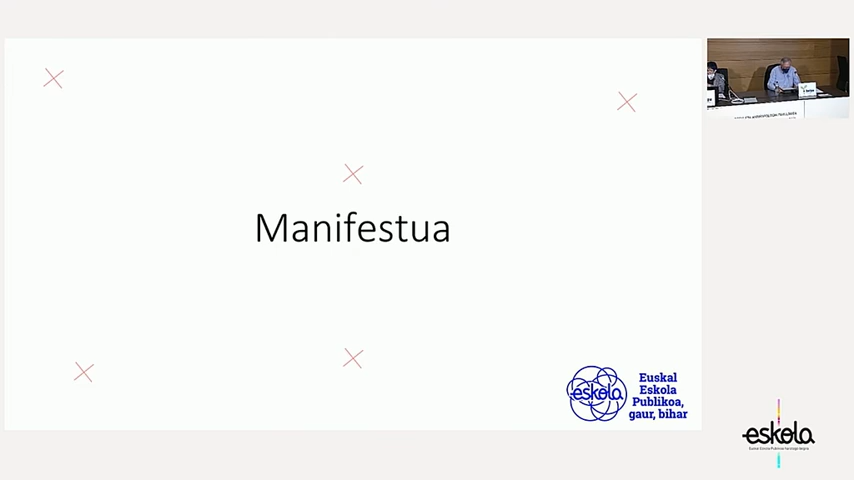 Manifestua
eskola
Euskal
Eskola
Publikoa,
gaur, bihar
eskola